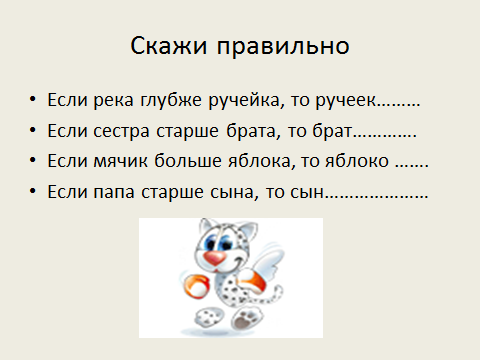 Скажи правильно
• Если река глубже ручейка, то ручеек………
• Если сестра старше брата, то брат………….
• Если мячик больше яблока, то яблоко …….
• Если папа старше сына, то сын…………………